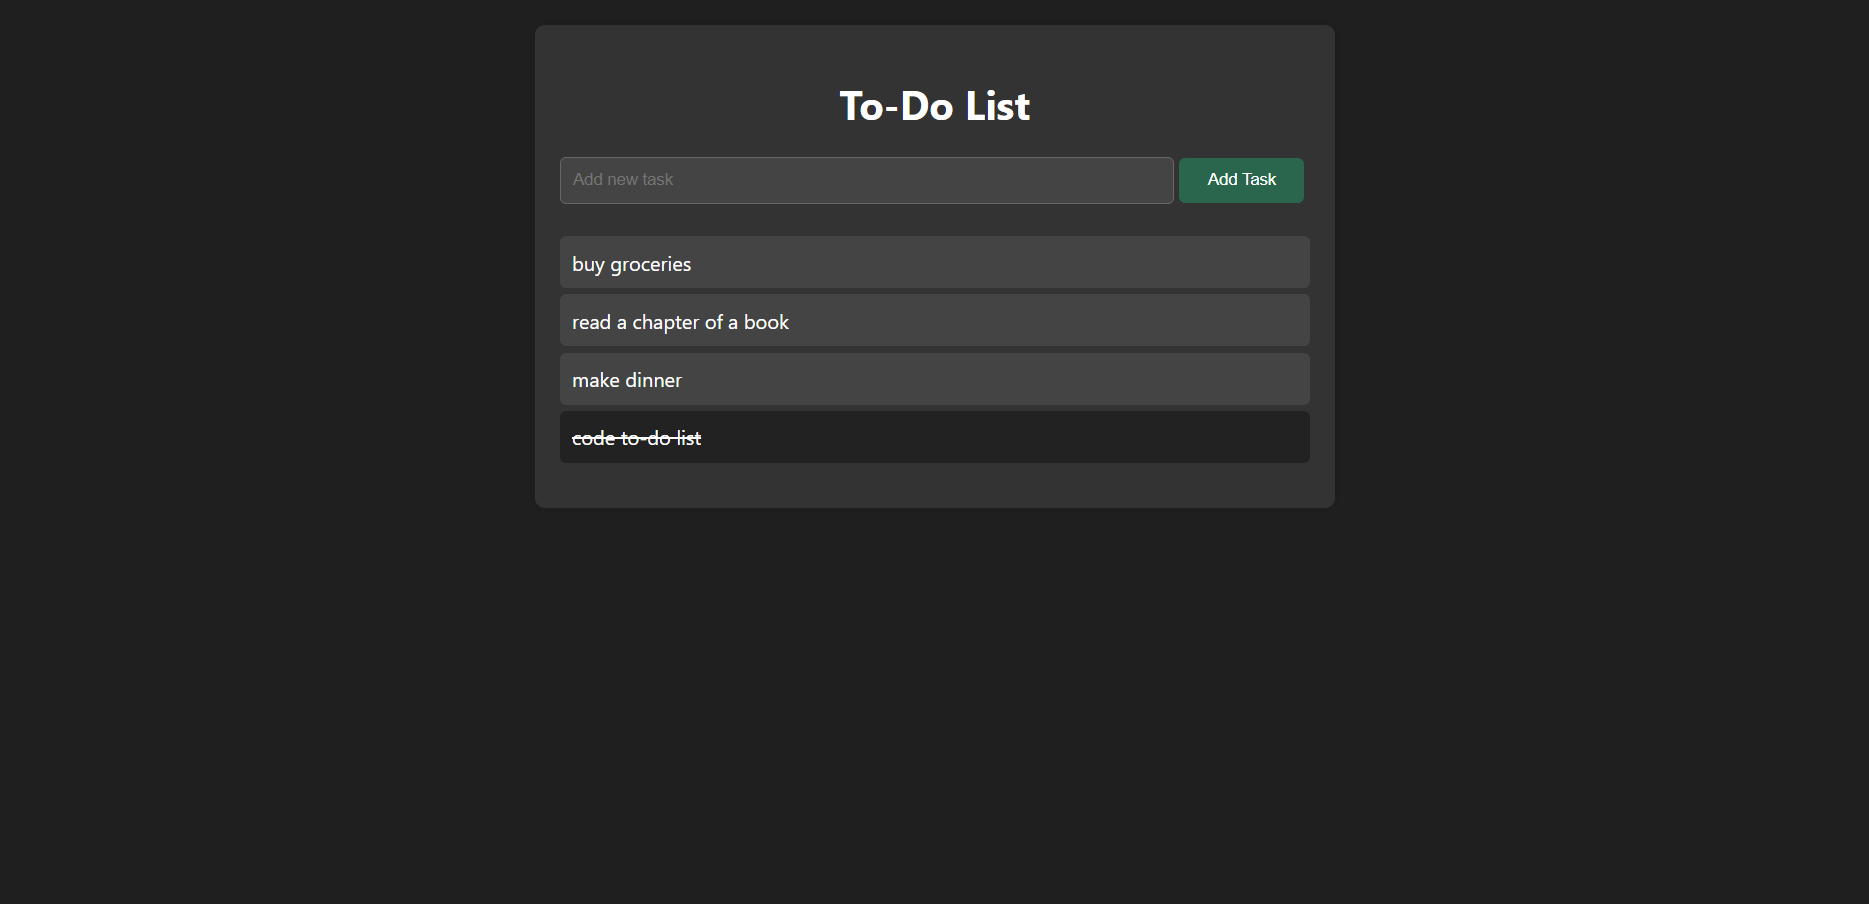 To-Do List
Add new task
Add Task
buy groceries
read a chapter of a book
make dinner
code to-do list